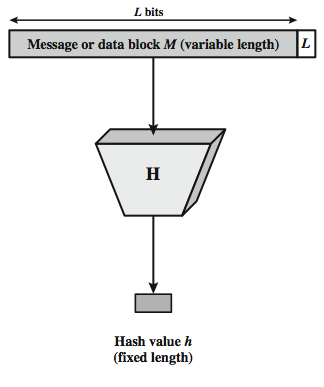 L bits
Message or data block M (variable length) L
H
Hash value h
(fixed length)